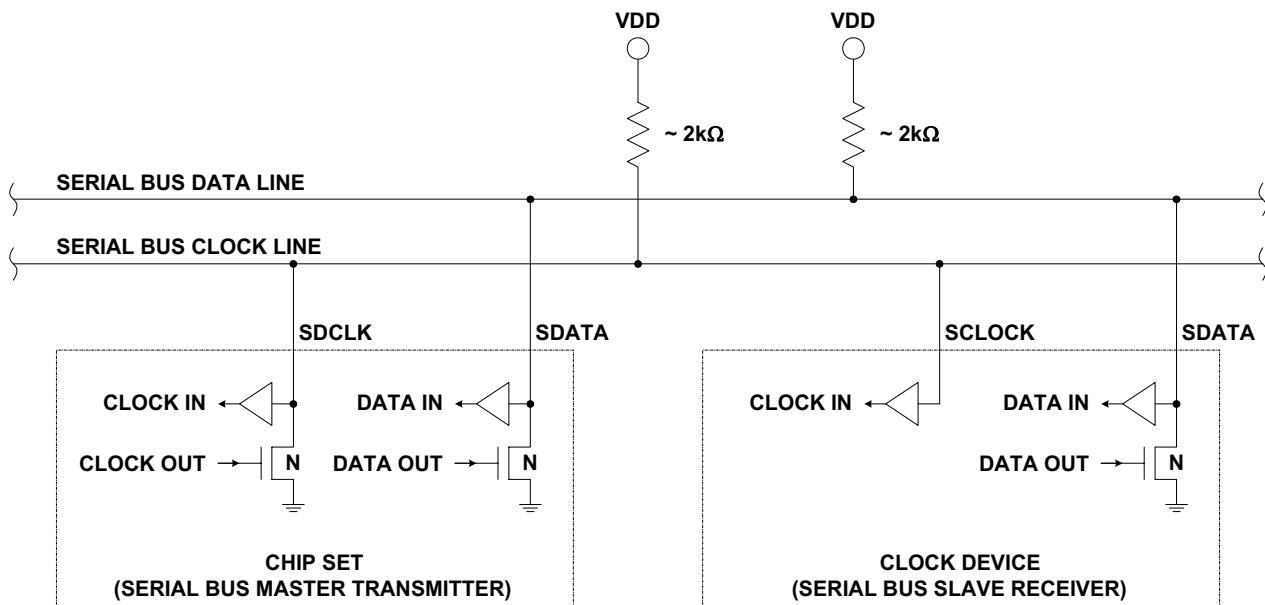 VDD
VDD
~ 2kΩ
~ 2kΩ
SERIAL BUS DATA LINE
SERIAL BUS CLOCK LINE
SDCLK
SDATA
SCLOCK
SDATA
CLOCK IN
DATA IN
CLOCK IN
DATA IN
CLOCK OUT
N
DATA OUT
N
DATA OUT
N
CHIP SET
(SERIAL BUS MASTER TRANSMITTER)
CLOCK DEVICE
(SERIAL BUS SLAVE RECEIVER)